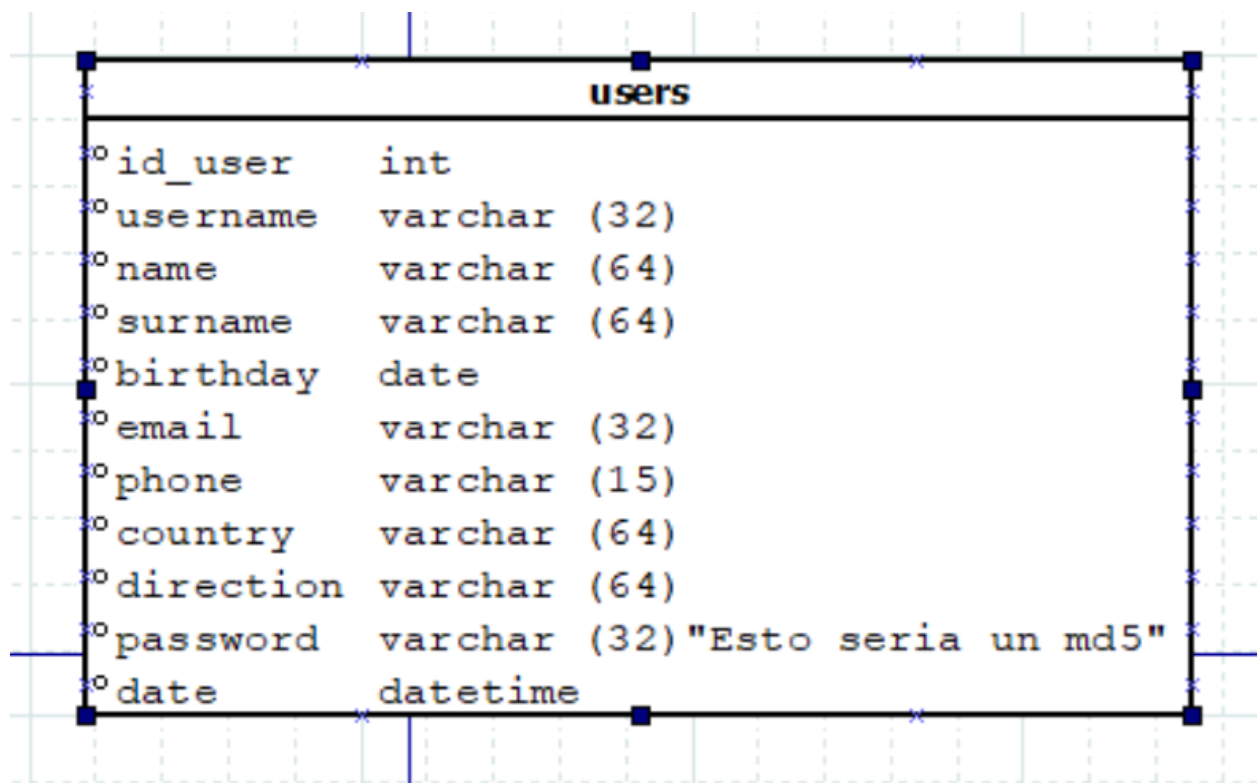 users
id_user int
username varchar (32)
name varchar (64)
surname varchar (64)
birthday date
email varchar (32)
phone varchar (15)
country varchar (64)
direction varchar (64)
password varchar (32)"Esto seria un md5"
date datetime